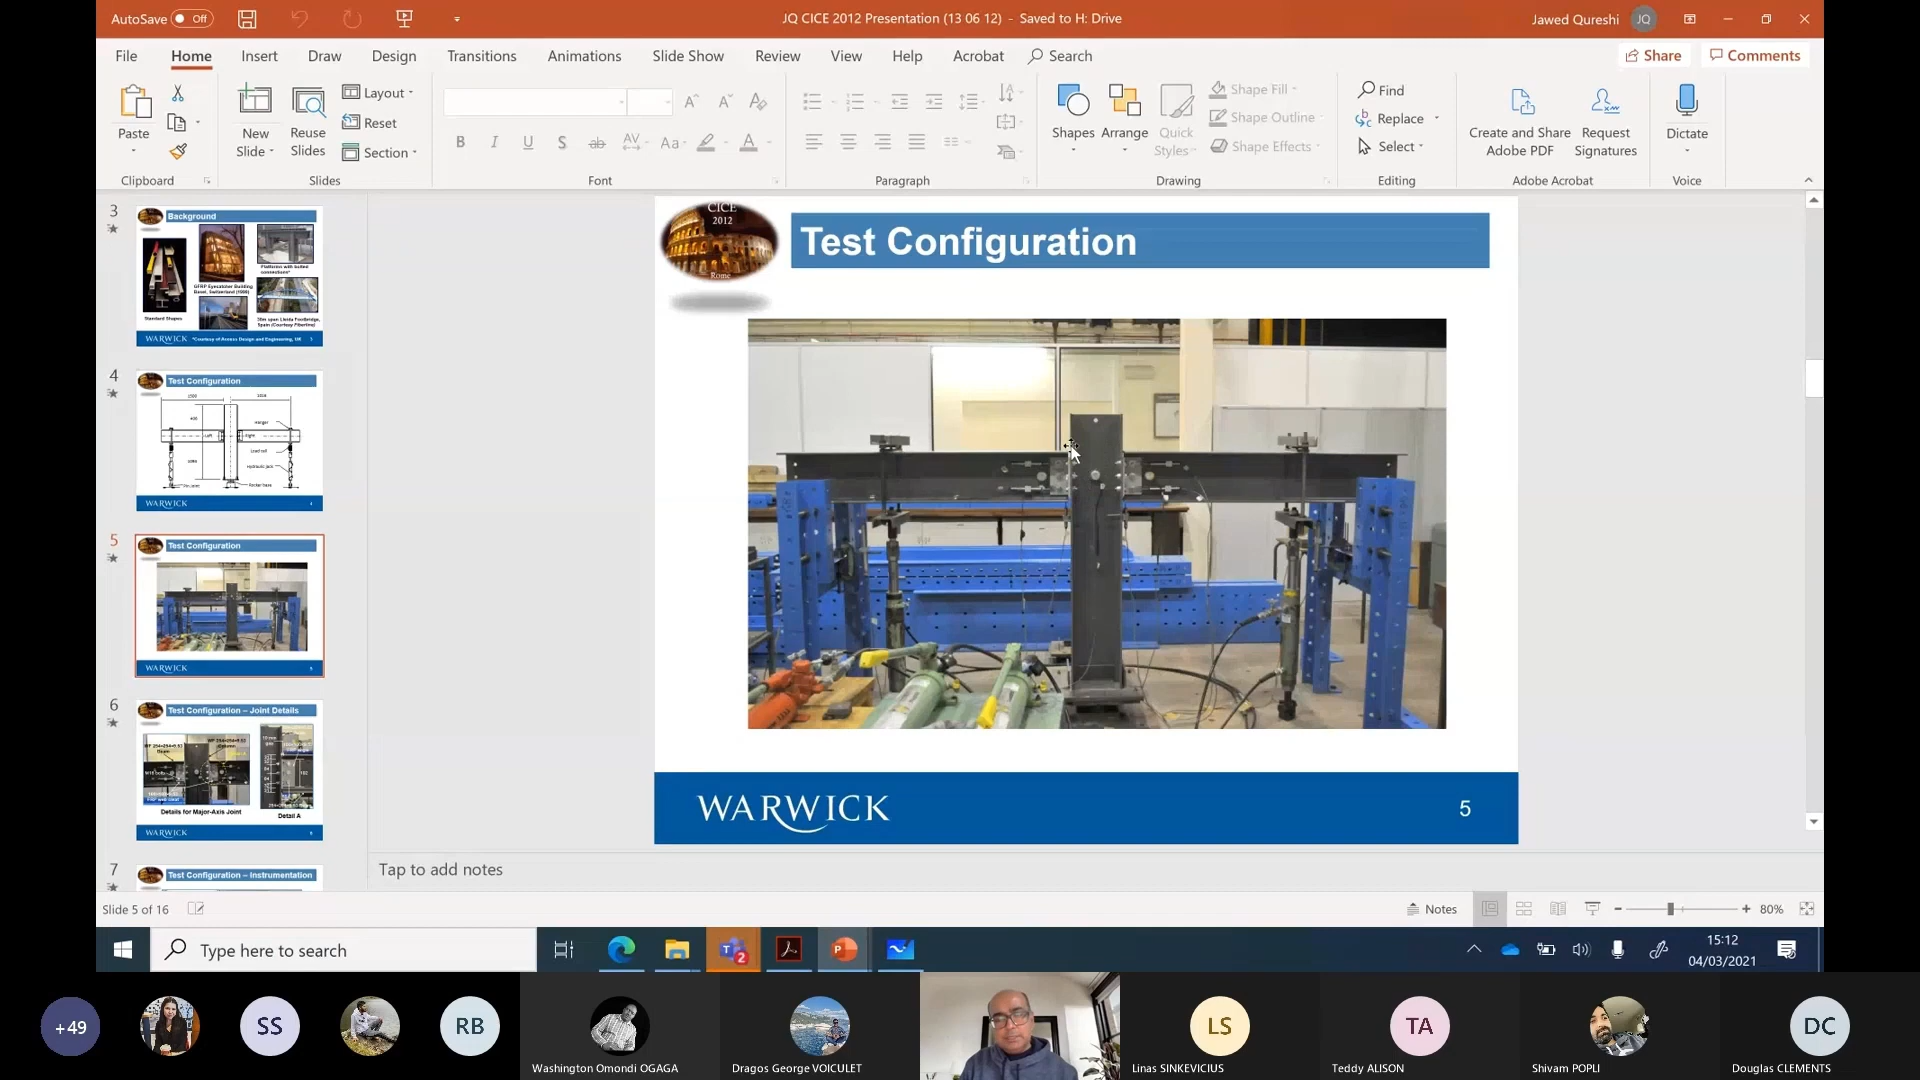 AutoSave Off
JQ CICE 2012 Presentation (13 06 12) - Saved to H: Drive
Jawed Qureshi JQ
File Home Insert Draw Design Transitions Animations Slide Show Review View Help Acrobat Search
Share Comments
Paste
New Slide
Reuse Slides
Layout
Reset
Section
B I U S ab AV Aa A
Shapes
Arrange
Quick Styles
Shape Fill
Shape Outline
Shape Effects
Find
Replace
Select
Create and Share Adobe PDF
Request Signatures
Dictate
Clipboard Slides Font Paragraph Drawing Editing Adobe Acrobat Voice
3
Background
Standard Shapes
WARWICK
4
Test Configuration
WARWICK
5
Test Configuration
WARWICK
6
Test Configuration – Joint Details
Details for Major-Axis Joint
Detail A
WARWICK
7
Test Configuration – Instrumentation
CICE
2012
Rome
Test Configuration
WARWICK
5
Tap to add notes
Slide 5 of 16
Notes
80%
Type here to search
2
15:12
04/03/2021
+49
SS
RB
LS
TA
DC
Washington Omondi OGAGA
Dragos George VOICULET
Linas SINKEVICIUS
Teddy ALISON
Shivam POPLI
Douglas CLEMENTS